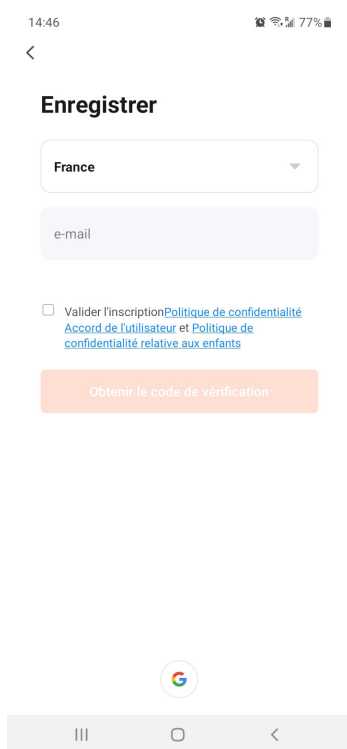 14:46
77%
Enregistrer
France
e-mail
Valider l'inscriptionPolitique de confidentialité
Accord de l'utilisateur et Politique de
confidentialité relative aux enfants
Obtenir le code de vérification